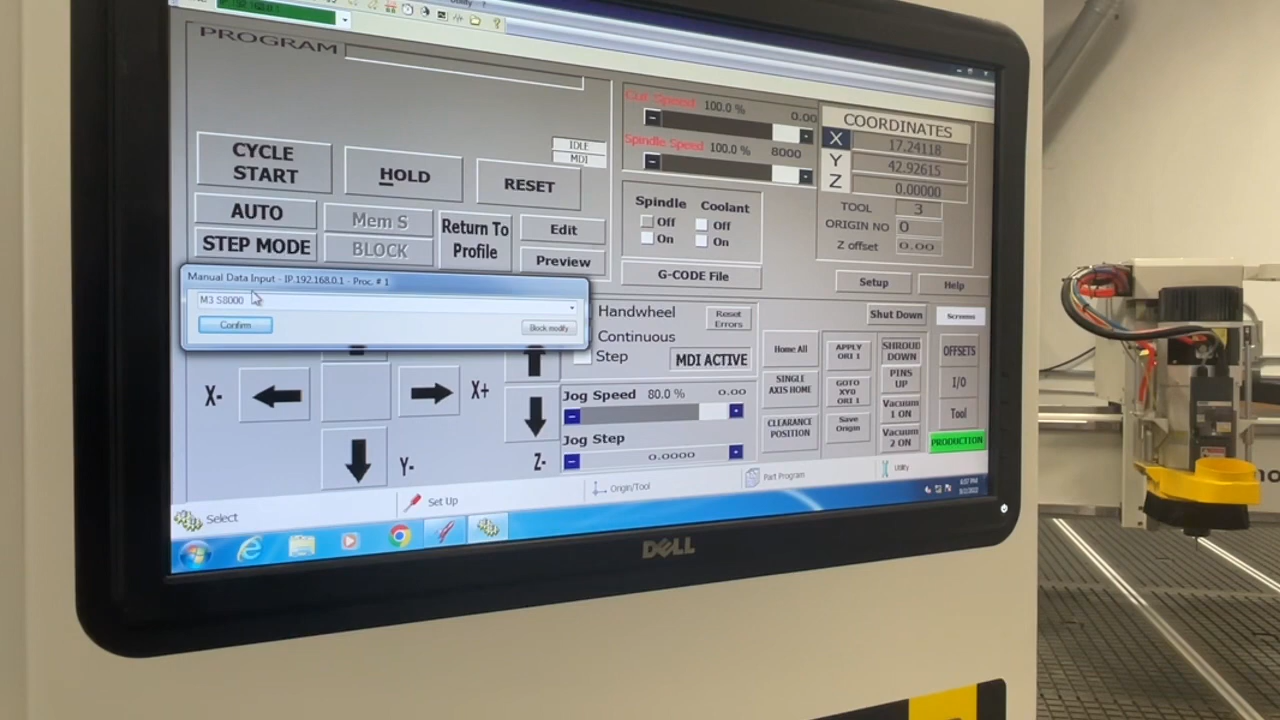 Utility
?
PROGRAM
Cut Speed 100.0 % 0.00
Spindle Speed 100.0 % 8000
COORDINATES
X 17.24118
Y 42.92615
Z 0.00000
TOOL 3
ORIGIN NO 0
Z offset 0.00
IDLE
MDI
CYCLE
START
HOLD
RESET
AUTO
Mem S
Return To
Profile
Edit
STEP MODE
BLOCK
Preview
Spindle
Off
On
Coolant
Off
On
G-CODE File
Setup
Help
Manual Data Input - IP.192.168.0.1 - Proc. # 1
M3 S8000
Confirm
Block modify
Handwheel
Continuous
Step
Reset
Errors
MDI ACTIVE
Shut Down
Screens
Home All
APPLY
ORI 1
SHROUD
DOWN
OFFSETS
SINGLE
AXIS HOME
GOTO
XY0
ORI 1
PINS
UP
I/O
CLEARANCE
POSITION
Save
Origin
Vacuum
1 ON
Tool
Vacuum
2 ON
PRODUCTION
X-
X+
Y-
Z-
Jog Speed 80.0 % 0.00
Jog Step
0.0000
Select
Set Up
Origin/Tool
Part Program
Utility
6:07 PM
DELL